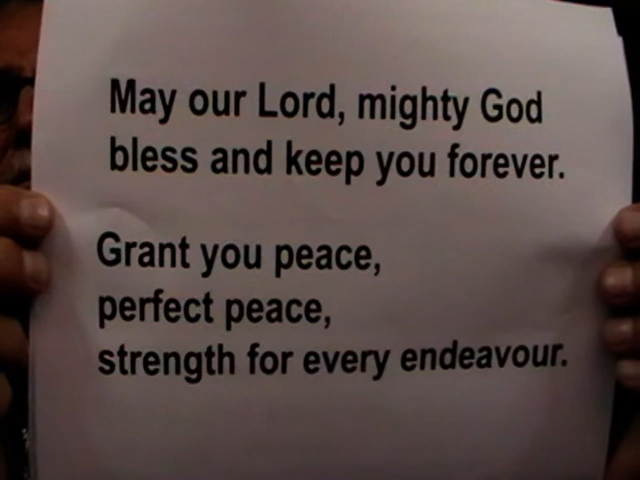 May our Lord, mighty God
bless and keep you forever.
Grant you peace,
perfect peace,
strength for every endeavour.